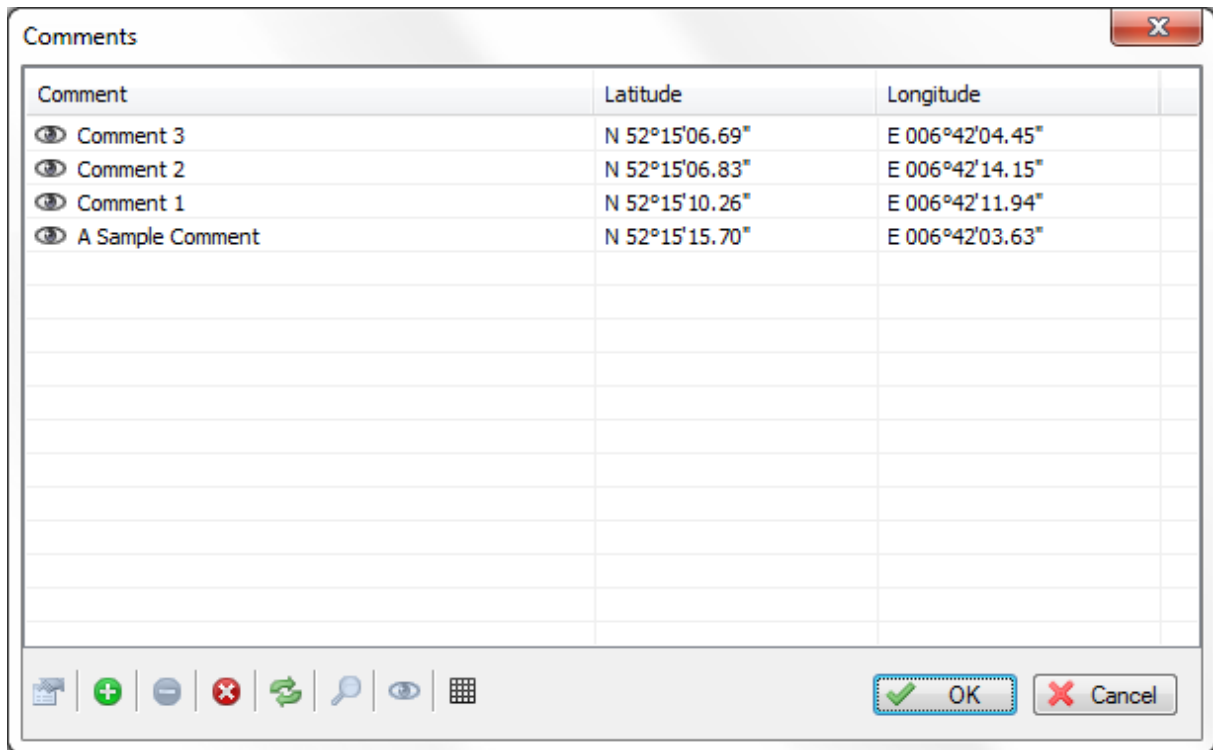 Comments
Comment Latitude Longitude
Comment 3 N 52°15'06.69" E 006°42'04.45"
Comment 2 N 52°15'06.83" E 006°42'14.15"
Comment 1 N 52°15'10.26" E 006°42'11.94"
A Sample Comment N 52°15'15.70" E 006°42'03.63"
OK Cancel